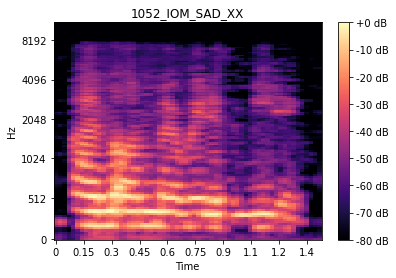 1052_IOM_SAD_XX
+0 dB
8192
-10 dB
4096
-20 dB
-30 dB
2048
Hz
-40 dB
1024
-50 dB
512
-60 dB
-70 dB
0
-80 dB
0 0.15 0.3 0.45 0.6 0.75 0.9 1.1 1.2 1.4
Time